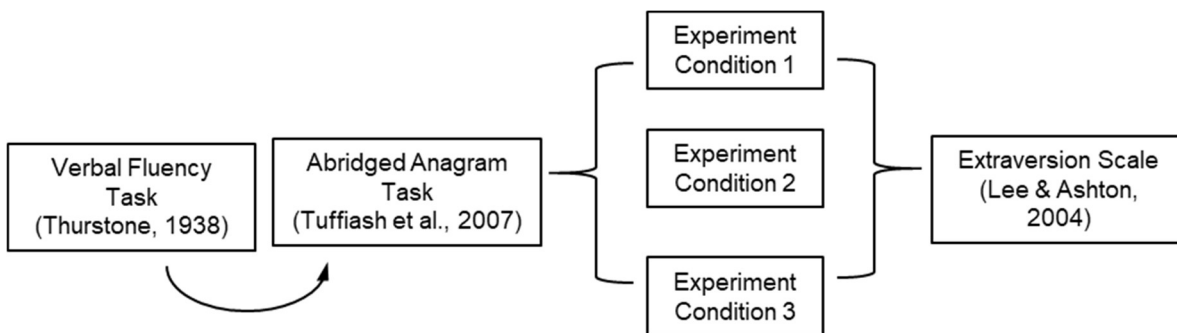 Verbal Fluency
Task
(Thurstone, 1938)
Abridged Anagram
Task
(Tuffiash et al., 2007)
Experiment
Condition 1
Experiment
Condition 2
Experiment
Condition 3
Extraversion Scale
(Lee & Ashton,
2004)